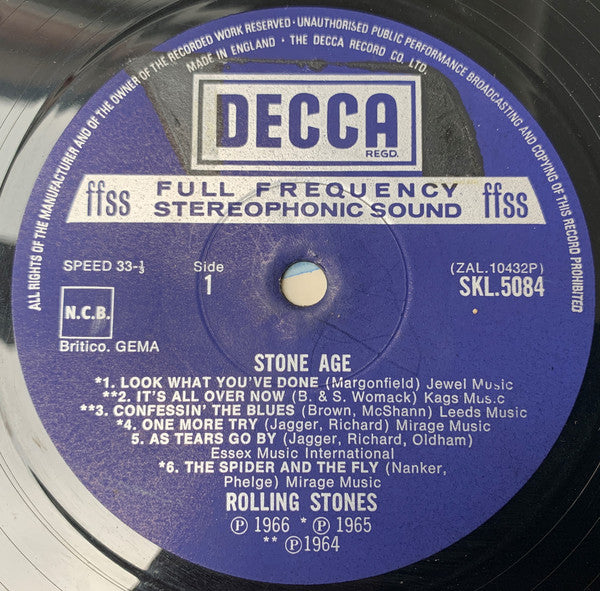 ALL RIGHTS OF THE MANUFACTURER AND OF THE OWNER OF THE RECORDED WORK RESERVED · UNAUTHORISED PUBLIC PERFORMANCE BROADCASTING AND COPYING OF THIS RECORD PROHIBITED
MADE IN ENGLAND · THE DECCA RECORD CO. LTD.
DECCA
REGD.
ffss FULL FREQUENCY ffss
STEREOPHONIC SOUND
SPEED 33-⅓ Side (ZAL.10432P)
1 SKL.5084
N.C.B.
Britico. GEMA
STONE AGE
*1. LOOK WHAT YOU'VE DONE (Margonfield) Jewel Music
**2. IT'S ALL OVER NOW (B. & S. Womack) Kags Music
**3. CONFESSIN' THE BLUES (Brown, McShann) Leeds Music
*4. ONE MORE TRY (Jagger, Richard) Mirage Music
5. AS TEARS GO BY (Jagger, Richard, Oldham)
Essex Music International
*6. THE SPIDER AND THE FLY (Nanker,
Phelge) Mirage Music
ROLLING STONES
Ⓟ 1966 * Ⓟ 1965
** Ⓟ1964